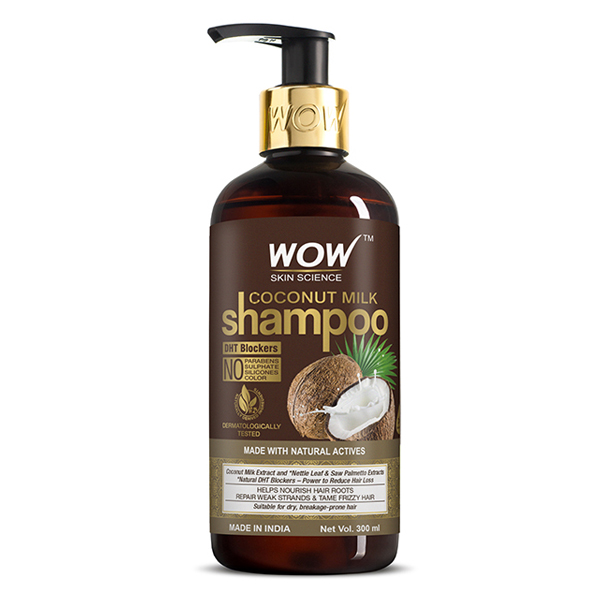 WOW
WOW™
SKIN SCIENCE
COCONUT MILK
shampoo
DHT Blockers
NO PARABENS
SULPHATE
SILICONES
COLOR
DERMATOLOGICALLY
TESTED
MADE WITH NATURAL ACTIVES
Coconut Milk Extract and *Nettle Leaf & Saw Palmetto Extracts
*Natural DHT Blockers – Power to Reduce Hair Loss
HELPS NOURISH HAIR ROOTS
REPAIR WEAK STRANDS & TAME FRIZZY HAIR
Suitable for dry, breakage-prone hair
MADE IN INDIA
Net Vol. 300 ml